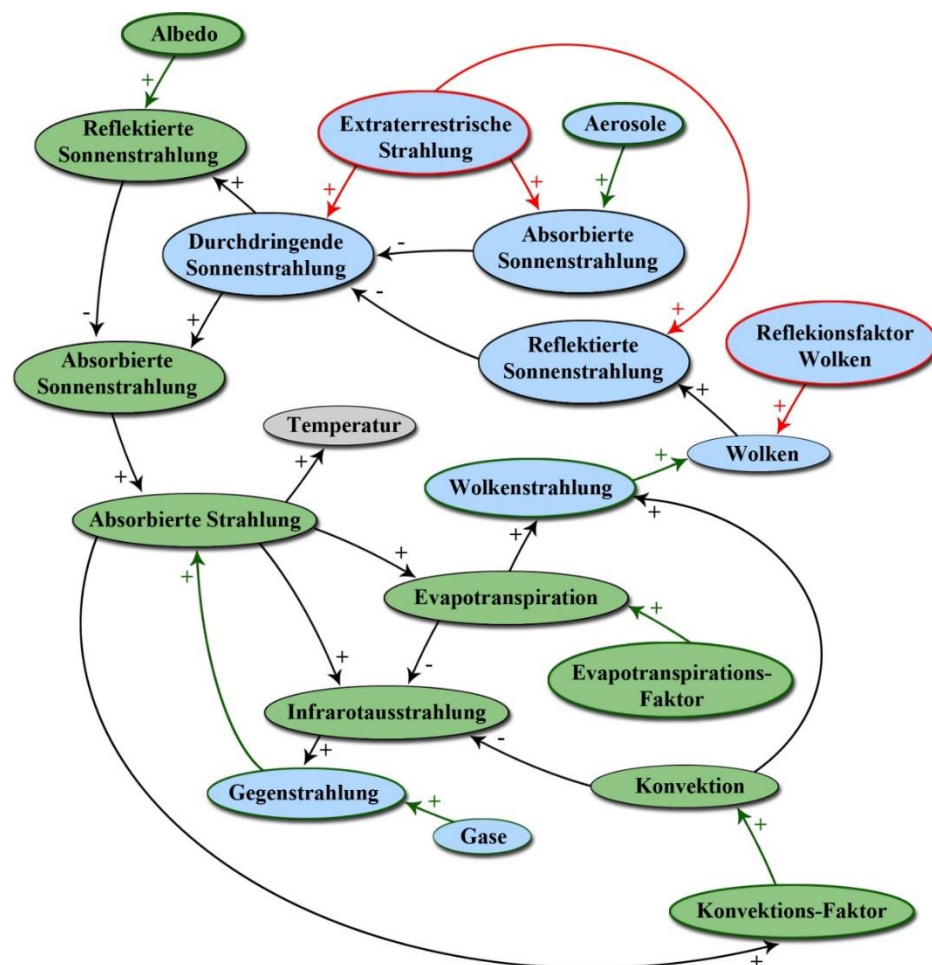 Albedo
+
Reflektierte
Sonnenstrahlung
Extraterrestrische
Strahlung
Aerosole
+
+
+
+
Durchdringende
Sonnenstrahlung
-
Absorbierte
Sonnenstrahlung
-
-
+
+
Absorbierte
Sonnenstrahlung
Reflektierte
Sonnenstrahlung
Reflekionsfaktor
Wolken
+
+
Temperatur
Wolken
+
+
Wolkenstrahlung
+
+
Absorbierte Strahlung
+
+
+
Evapotranspiration
+
+
-
Evapotranspirations-
Faktor
Infrarotausstrahlung
-
+
Gegenstrahlung
+
Konvektion
Gase
+
Konvektions-Faktor
+